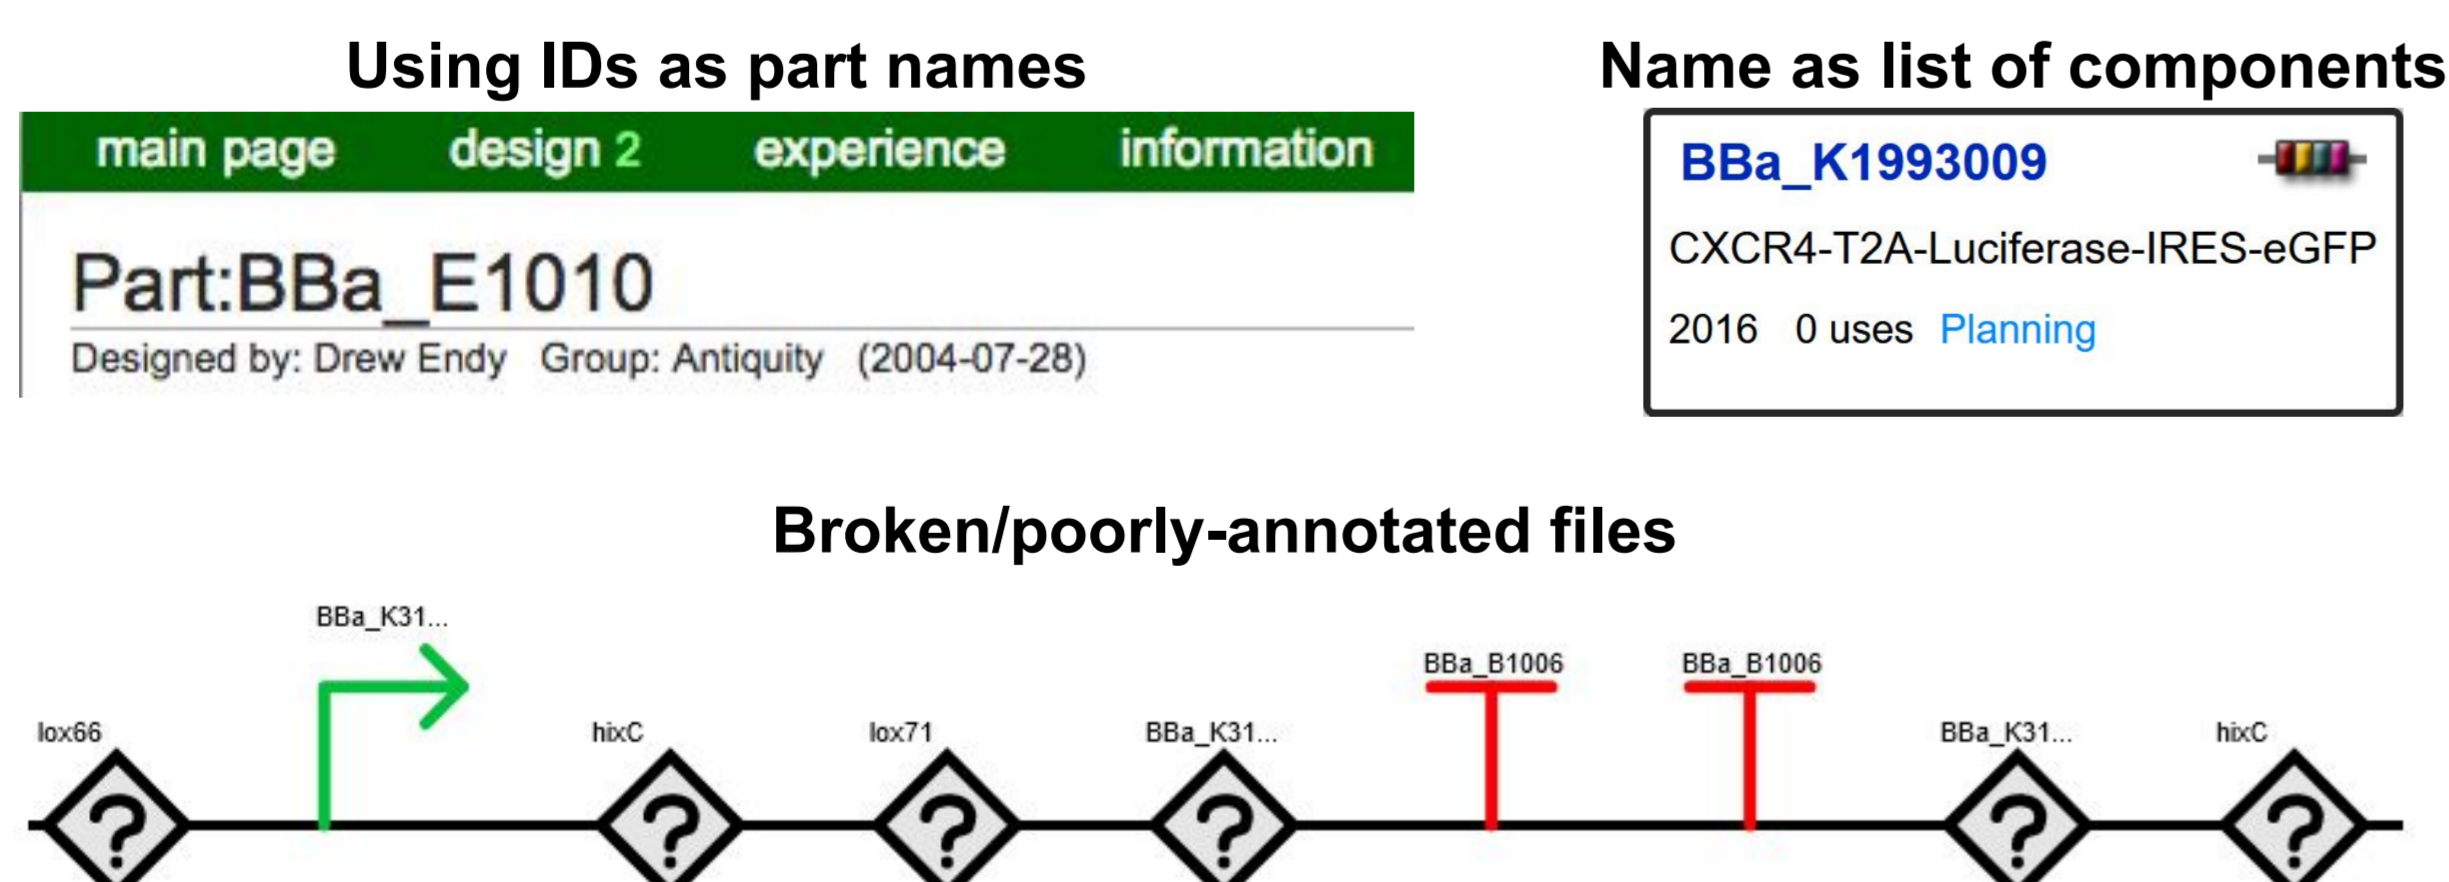 Using IDs as part names
main page design 2 experience information
Part:BBa_E1010
Designed by: Drew Endy Group: Antiquity (2004-07-28)
Name as list of components
BBa_K1993009
CXCR4-T2A-Luciferase-IRES-eGFP
2016 0 uses Planning
Broken/poorly-annotated files
BBa_K31...
BBa_B1006 BBa_B1006
lox66 hixC lox71 BBa_K31... BBa_K31... hixC
? ? ? ? ? ?